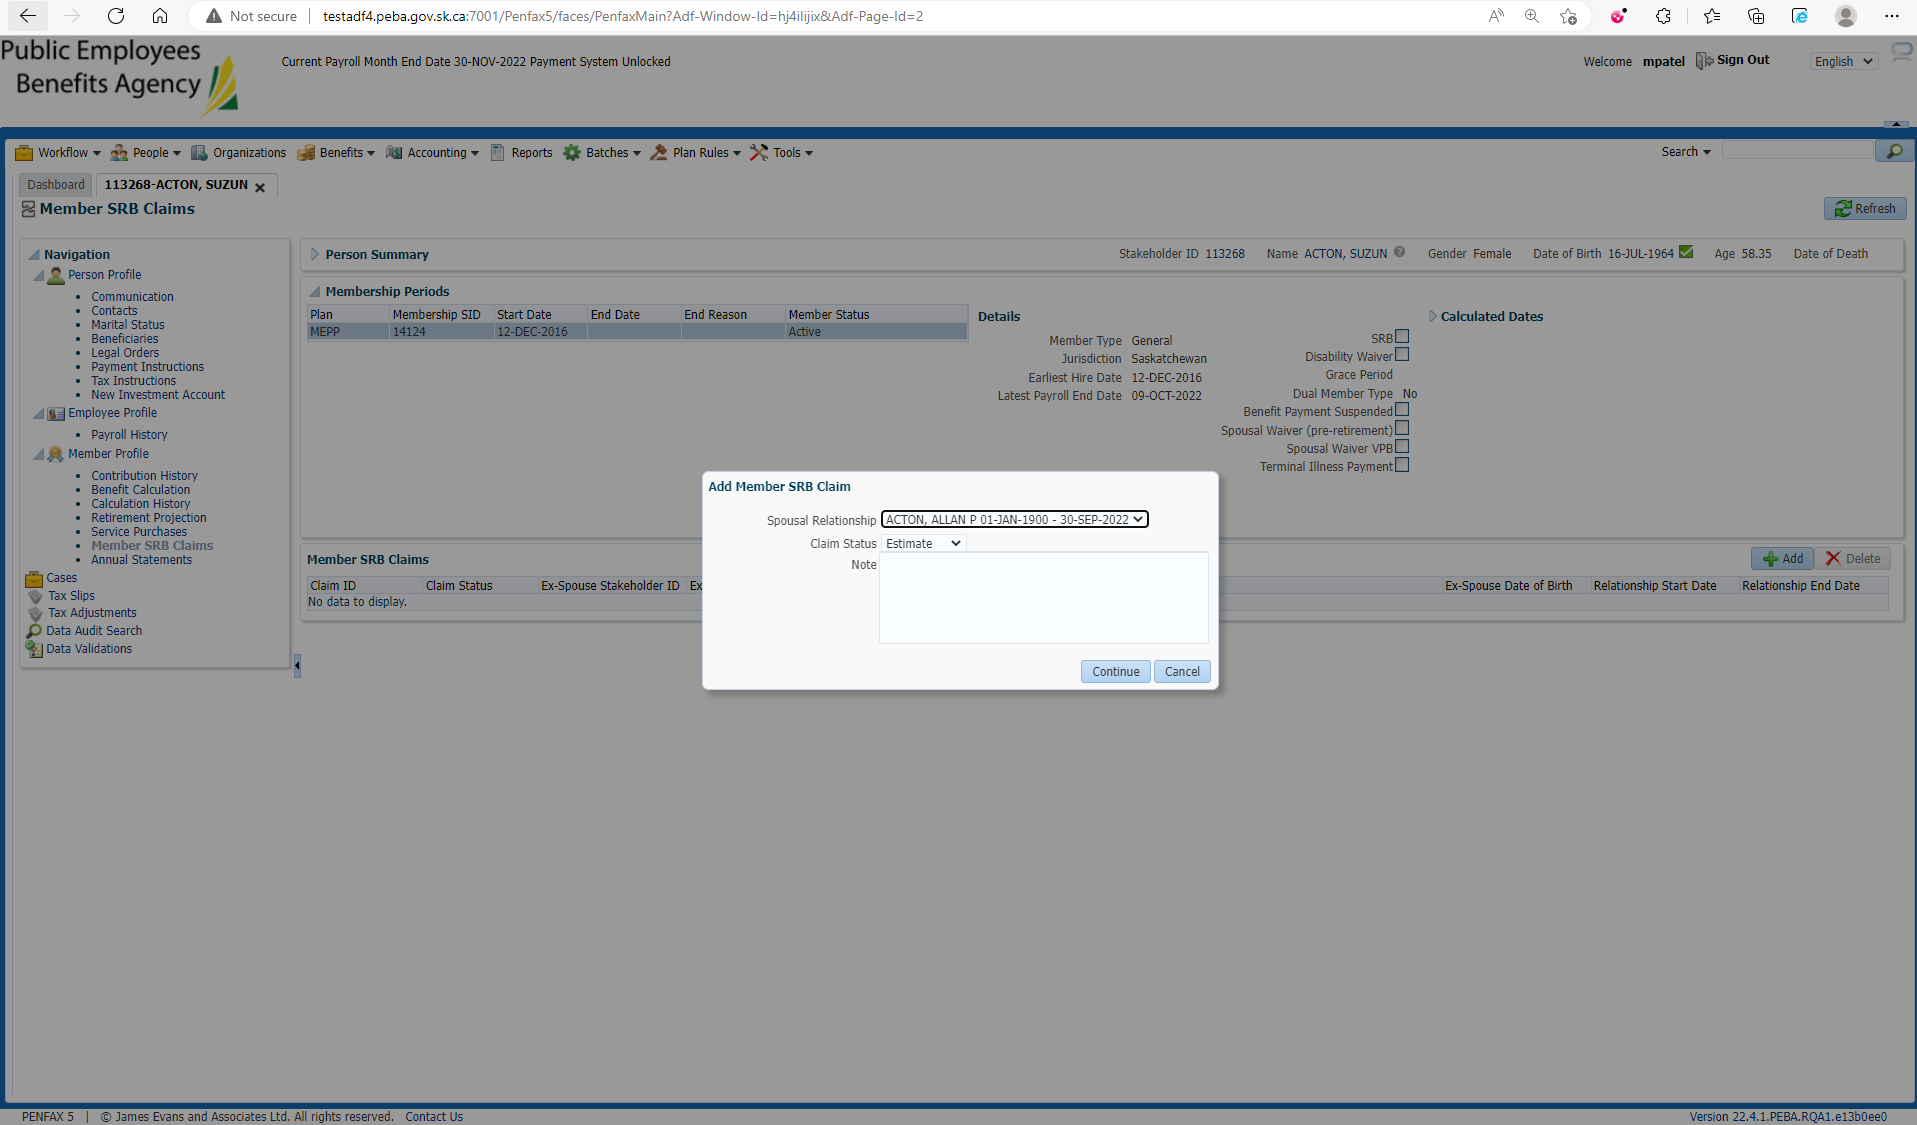 Not secure testadf4.peba.gov.sk.ca:7001/Penfax5/faces/PenfaxMain?Adf-Window-Id=hj4ilijix&Adf-Page-Id=2
Public Employees
Benefits Agency
Current Payroll Month End Date 30-NOV-2022 Payment System Unlocked
Welcome mpatel Sign Out English
Workflow People Organizations Benefits Accounting Reports Batches Plan Rules Tools Search
Dashboard 113268-ACTON, SUZUN
Member SRB Claims
Refresh
Navigation
Person Profile
Communication
Contacts
Marital Status
Beneficiaries
Legal Orders
Payment Instructions
Tax Instructions
New Investment Account
Employee Profile
Payroll History
Member Profile
Contribution History
Benefit Calculation
Calculation History
Retirement Projection
Service Purchases
Member SRB Claims
Annual Statements
Cases
Tax Slips
Tax Adjustments
Data Audit Search
Data Validations
Person Summary Stakeholder ID 113268 Name ACTON, SUZUN Gender Female Date of Birth 16-JUL-1964 Age 58.35 Date of Death
Membership Periods
Plan Membership SID Start Date End Date End Reason Member Status
MEPP 14124 12-DEC-2016 Active
Details
Member Type General
Jurisdiction Saskatchewan
Earliest Hire Date 12-DEC-2016
Latest Payroll End Date 09-OCT-2022
SRB
Disability Waiver
Grace Period
Dual Member Type No
Benefit Payment Suspended
Spousal Waiver (pre-retirement)
Spousal Waiver VPB
Terminal Illness Payment
Calculated Dates
Add Member SRB Claim
Spousal Relationship ACTON, ALLAN P 01-JAN-1900 - 30-SEP-2022
Claim Status Estimate
Note
Continue Cancel
Member SRB Claims
Add Delete
Claim ID Claim Status Ex-Spouse Stakeholder ID Ex Ex-Spouse Date of Birth Relationship Start Date Relationship End Date
No data to display.
PENFAX 5 | © James Evans and Associates Ltd. All rights reserved. Contact Us
Version 22.4.1.PEBA.RQA1.e13b0ee0